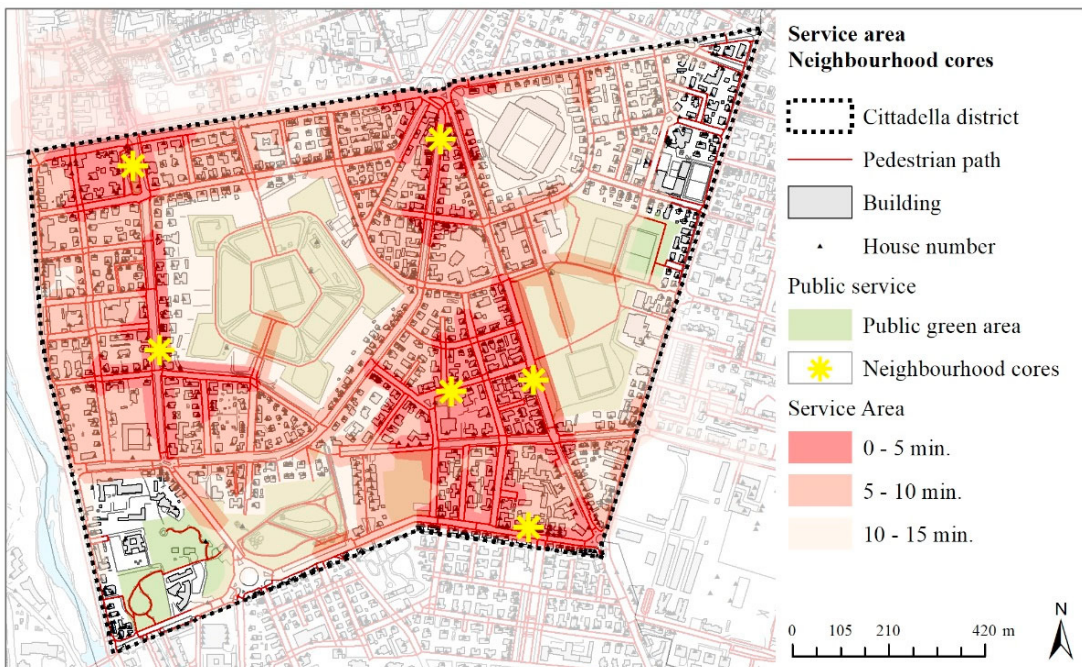 Service area
Neighbourhood cores
Cittadella district
Pedestrian path
Building
House number
Public service
Public green area
Neighbourhood cores
Service Area
0 - 5 min.
5 - 10 min.
10 - 15 min.
N
0 105 210 420 m